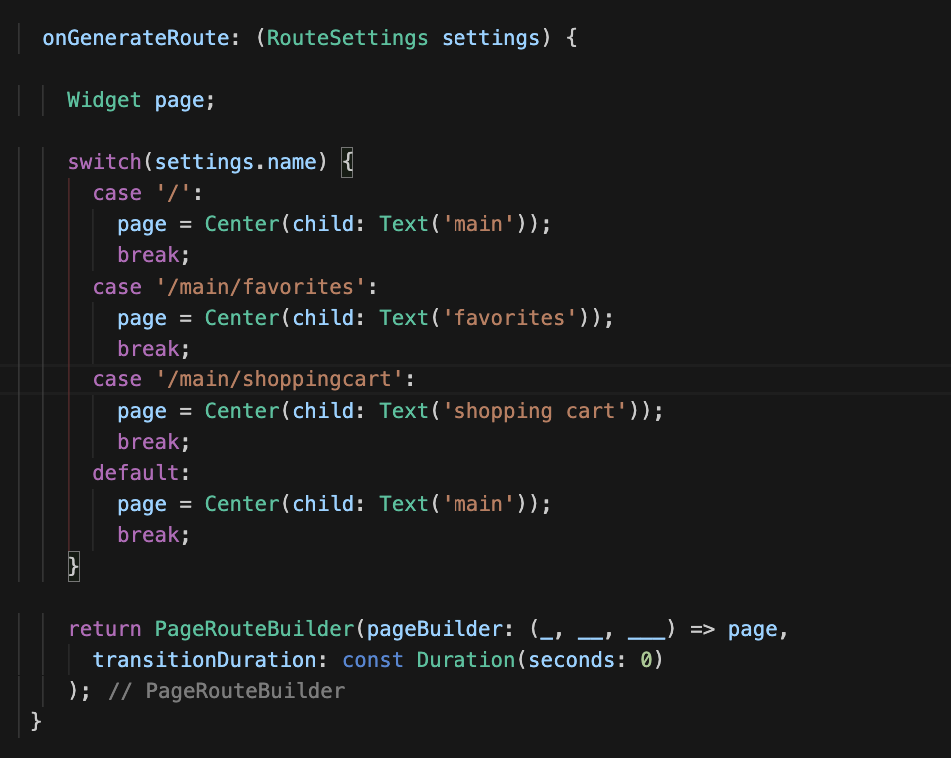 onGenerateRoute: (RouteSettings settings) {
Widget page;
switch(settings.name) {
case '/':
page = Center(child: Text('main'));
break;
case '/main/favorites':
page = Center(child: Text('favorites'));
break;
case '/main/shoppingcart':
page = Center(child: Text('shopping cart'));
break;
default:
page = Center(child: Text('main'));
break;
}
return PageRouteBuilder(pageBuilder: (_, __, ___) => page,
transitionDuration: const Duration(seconds: 0)
); // PageRouteBuilder
}